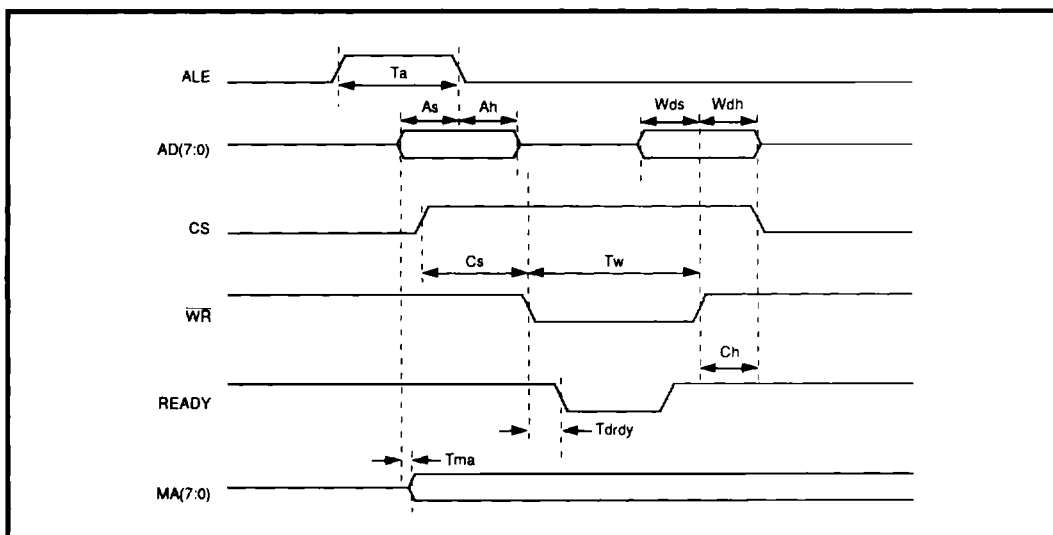 ALE
Ta
As Ah Wds Wdh
AD(7:0)
CS
Cs Tw
WR
Ch
READY
Tdrdy
Tma
MA(7:0)